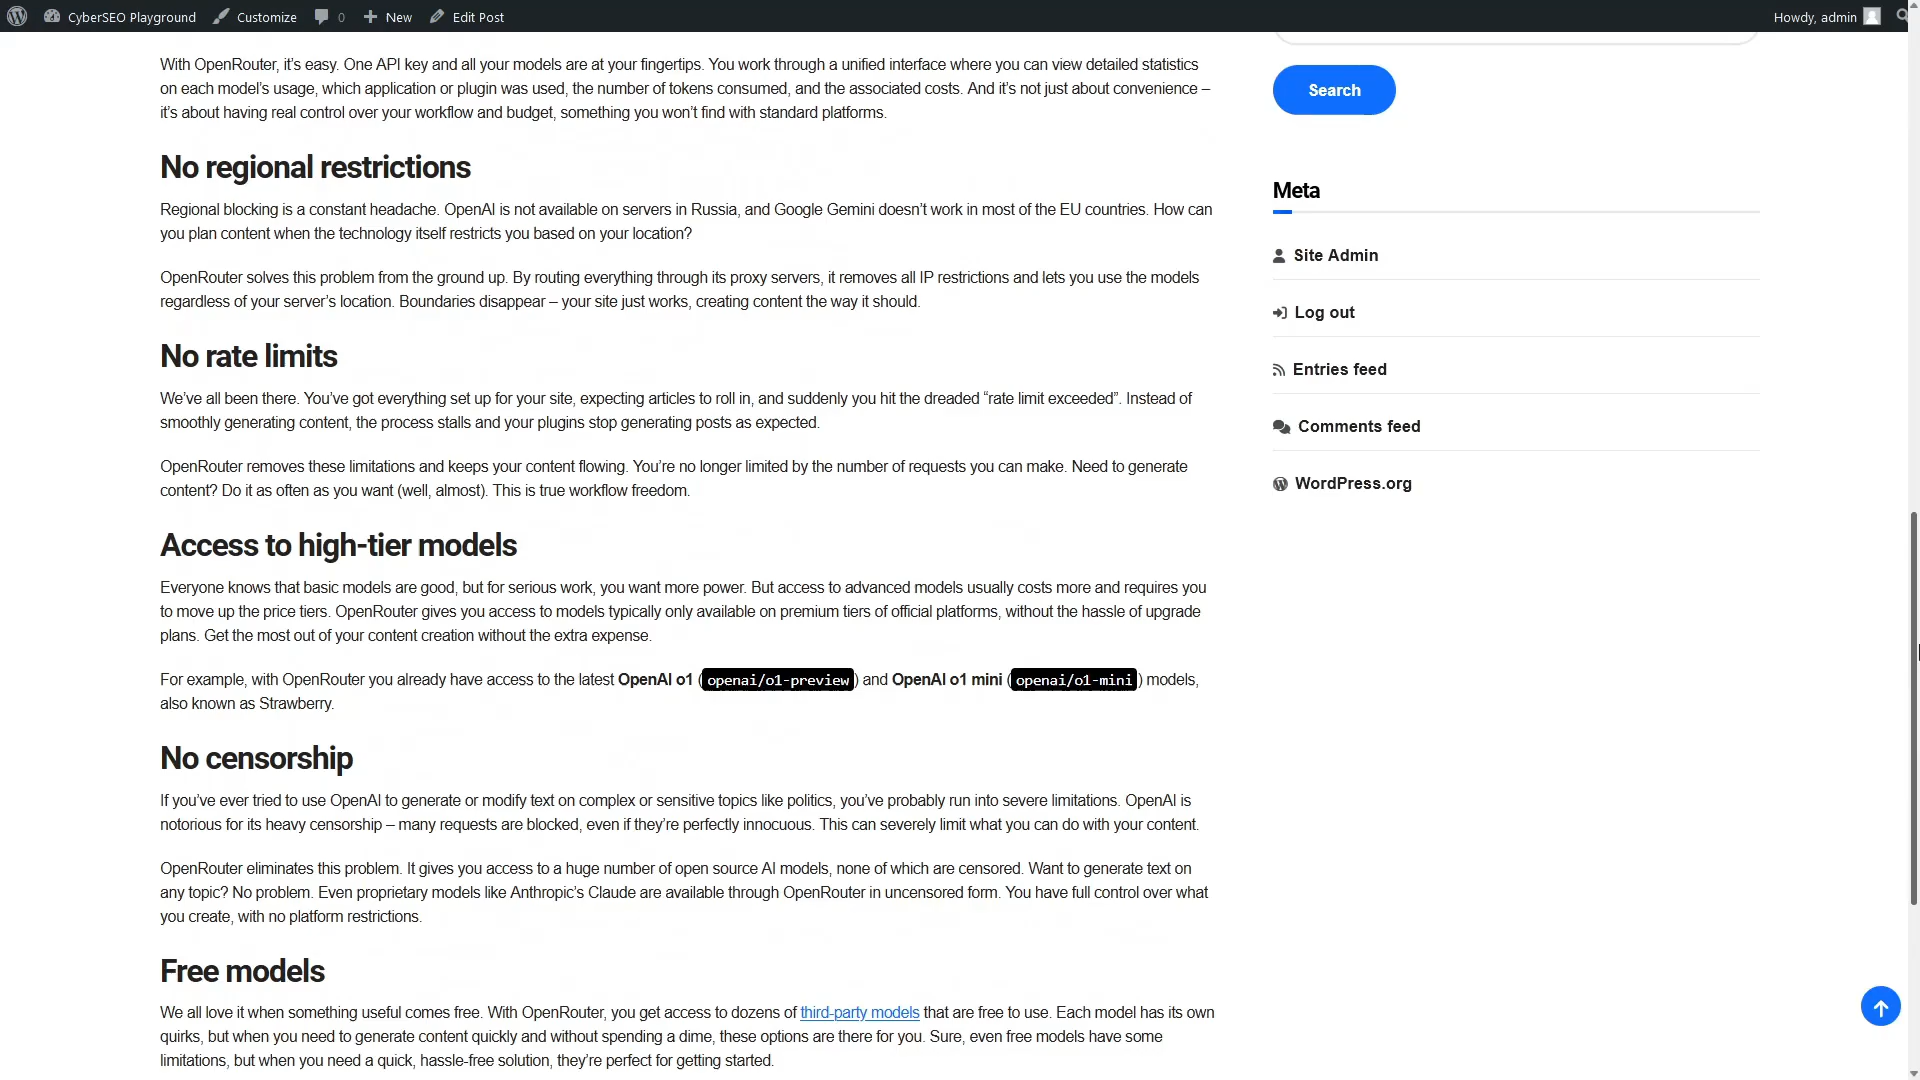 CyberSEO Playground Customize 0 New Edit Post Howdy, admin
With OpenRouter, it’s easy. One API key and all your models are at your fingertips. You work through a unified interface where you can view detailed statistics
on each model’s usage, which application or plugin was used, the number of tokens consumed, and the associated costs. And it’s not just about convenience –
it’s about having real control over your workflow and budget, something you won’t find with standard platforms.
No regional restrictions
Regional blocking is a constant headache. OpenAI is not available on servers in Russia, and Google Gemini doesn’t work in most of the EU countries. How can
you plan content when the technology itself restricts you based on your location?
OpenRouter solves this problem from the ground up. By routing everything through its proxy servers, it removes all IP restrictions and lets you use the models
regardless of your server’s location. Boundaries disappear – your site just works, creating content the way it should.
No rate limits
We’ve all been there. You’ve got everything set up for your site, expecting articles to roll in, and suddenly you hit the dreaded “rate limit exceeded”. Instead of
smoothly generating content, the process stalls and your plugins stop generating posts as expected.
OpenRouter removes these limitations and keeps your content flowing. You’re no longer limited by the number of requests you can make. Need to generate
content? Do it as often as you want (well, almost). This is true workflow freedom.
Access to high-tier models
Everyone knows that basic models are good, but for serious work, you want more power. But access to advanced models usually costs more and requires you
to move up the price tiers. OpenRouter gives you access to models typically only available on premium tiers of official platforms, without the hassle of upgrade
plans. Get the most out of your content creation without the extra expense.
For example, with OpenRouter you already have access to the latest OpenAI o1 (openai/o1-preview) and OpenAI o1 mini (openai/o1-mini) models,
also known as Strawberry.
No censorship
If you’ve ever tried to use OpenAI to generate or modify text on complex or sensitive topics like politics, you’ve probably run into severe limitations. OpenAI is
notorious for its heavy censorship – many requests are blocked, even if they’re perfectly innocuous. This can severely limit what you can do with your content.
OpenRouter eliminates this problem. It gives you access to a huge number of open source AI models, none of which are censored. Want to generate text on
any topic? No problem. Even proprietary models like Anthropic’s Claude are available through OpenRouter in uncensored form. You have full control over what
you create, with no platform restrictions.
Free models
We all love it when something useful comes free. With OpenRouter, you get access to dozens of third-party models that are free to use. Each model has its own
quirks, but when you need to generate content quickly and without spending a dime, these options are there for you. Sure, even free models have some
limitations, but when you need a quick, hassle-free solution, they’re perfect for getting started.
Search
Meta
Site Admin
Log out
Entries feed
Comments feed
WordPress.org